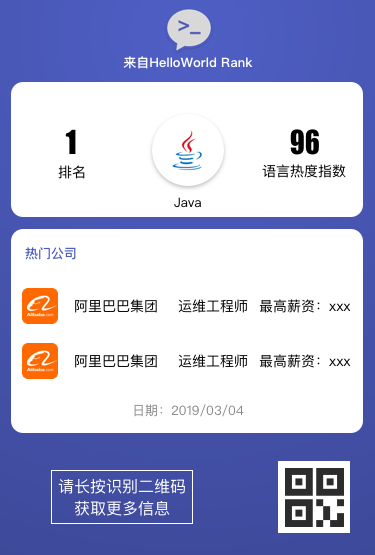 来自HelloWorld Rank
1
排名
Java
96
语言热度指数
热门公司
阿里巴巴集团 运维工程师 最高薪资：xxx
阿里巴巴集团 运维工程师 最高薪资：xxx
日期：2019/03/04
请长按识别二维码
获取更多信息